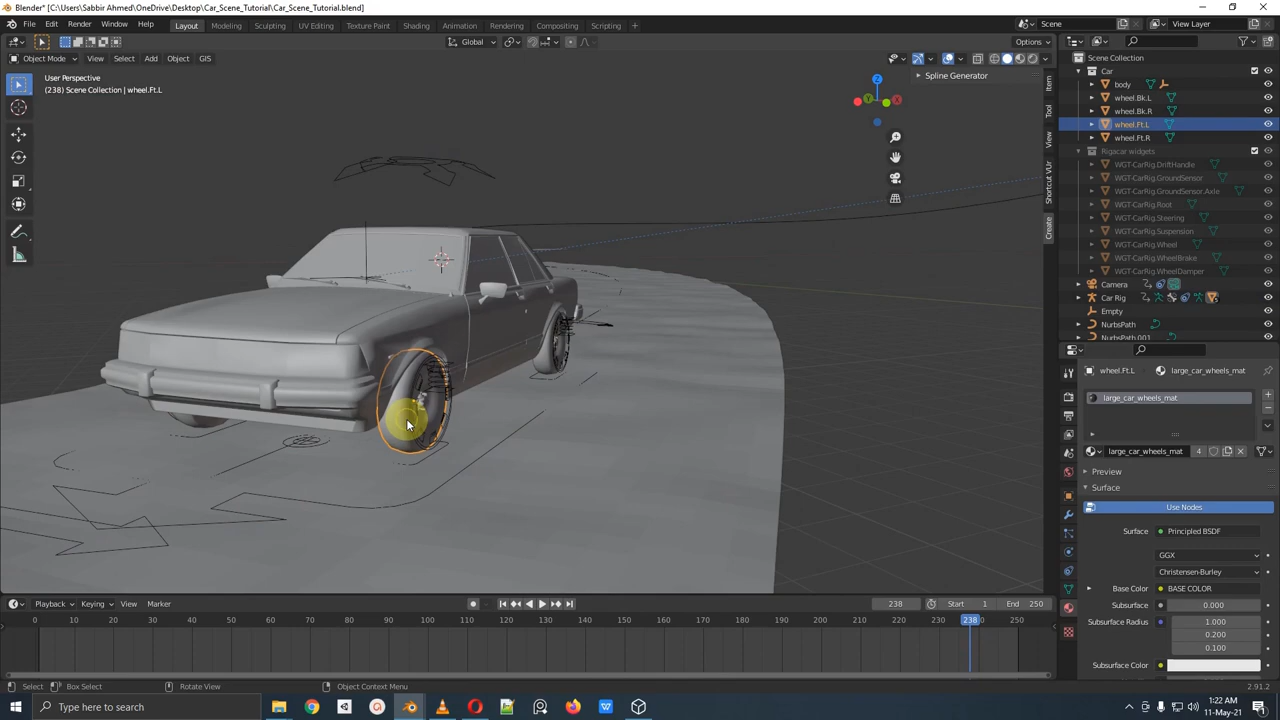 Blender* [C:\Users\Sabbir Ahmed\OneDrive\Desktop\Car_Scene_Tutorial\Car_Scene_Tutorial.blend]
File Edit Render Window Help Layout Modeling Sculpting UV Editing Texture Paint Shading Animation Rendering Compositing Scripting Scene View Layer
Global Options
Object Mode View Select Add Object GIS
User Perspective
(238) Scene Collection | wheel.Ft.L
Spline Generator
Z
X
Y
Item
Tool
View
Shortcut VUr
Create
Scene Collection
Car
body
wheel.Bk.L
wheel.Bk.R
wheel.Ft.L
wheel.Ft.R
Rigacar widgets
WGT-CarRig.DriftHandle
WGT-CarRig.GroundSensor
WGT-CarRig.GroundSensor.Axle
WGT-CarRig.Root
WGT-CarRig.Steering
WGT-CarRig.Suspension
WGT-CarRig.Wheel
WGT-CarRig.WheelBrake
WGT-CarRig.WheelDamper
Camera
Car Rig
Empty
NurbsPath
NurbsPath.001
wheel.Ft.L large_car_wheels_mat
large_car_wheels_mat
large_car_wheels_mat 4
Preview
Surface
Use Nodes
Surface Principled BSDF
GGX
Christensen-Burley
Base Color BASE COLOR
Subsurface 0.000
Subsurface Radius 1.000
0.200
0.100
Subsurface Color
Playback Keying View Marker 238 Start 1 End 250
0 10 20 30 40 50 60 70 80 90 100 110 120 130 140 150 160 170 180 190 200 210 220 230 238 250
Select Box Select Rotate View Object Context Menu 2.91.2
Type here to search
1:22 AM
11-May-21